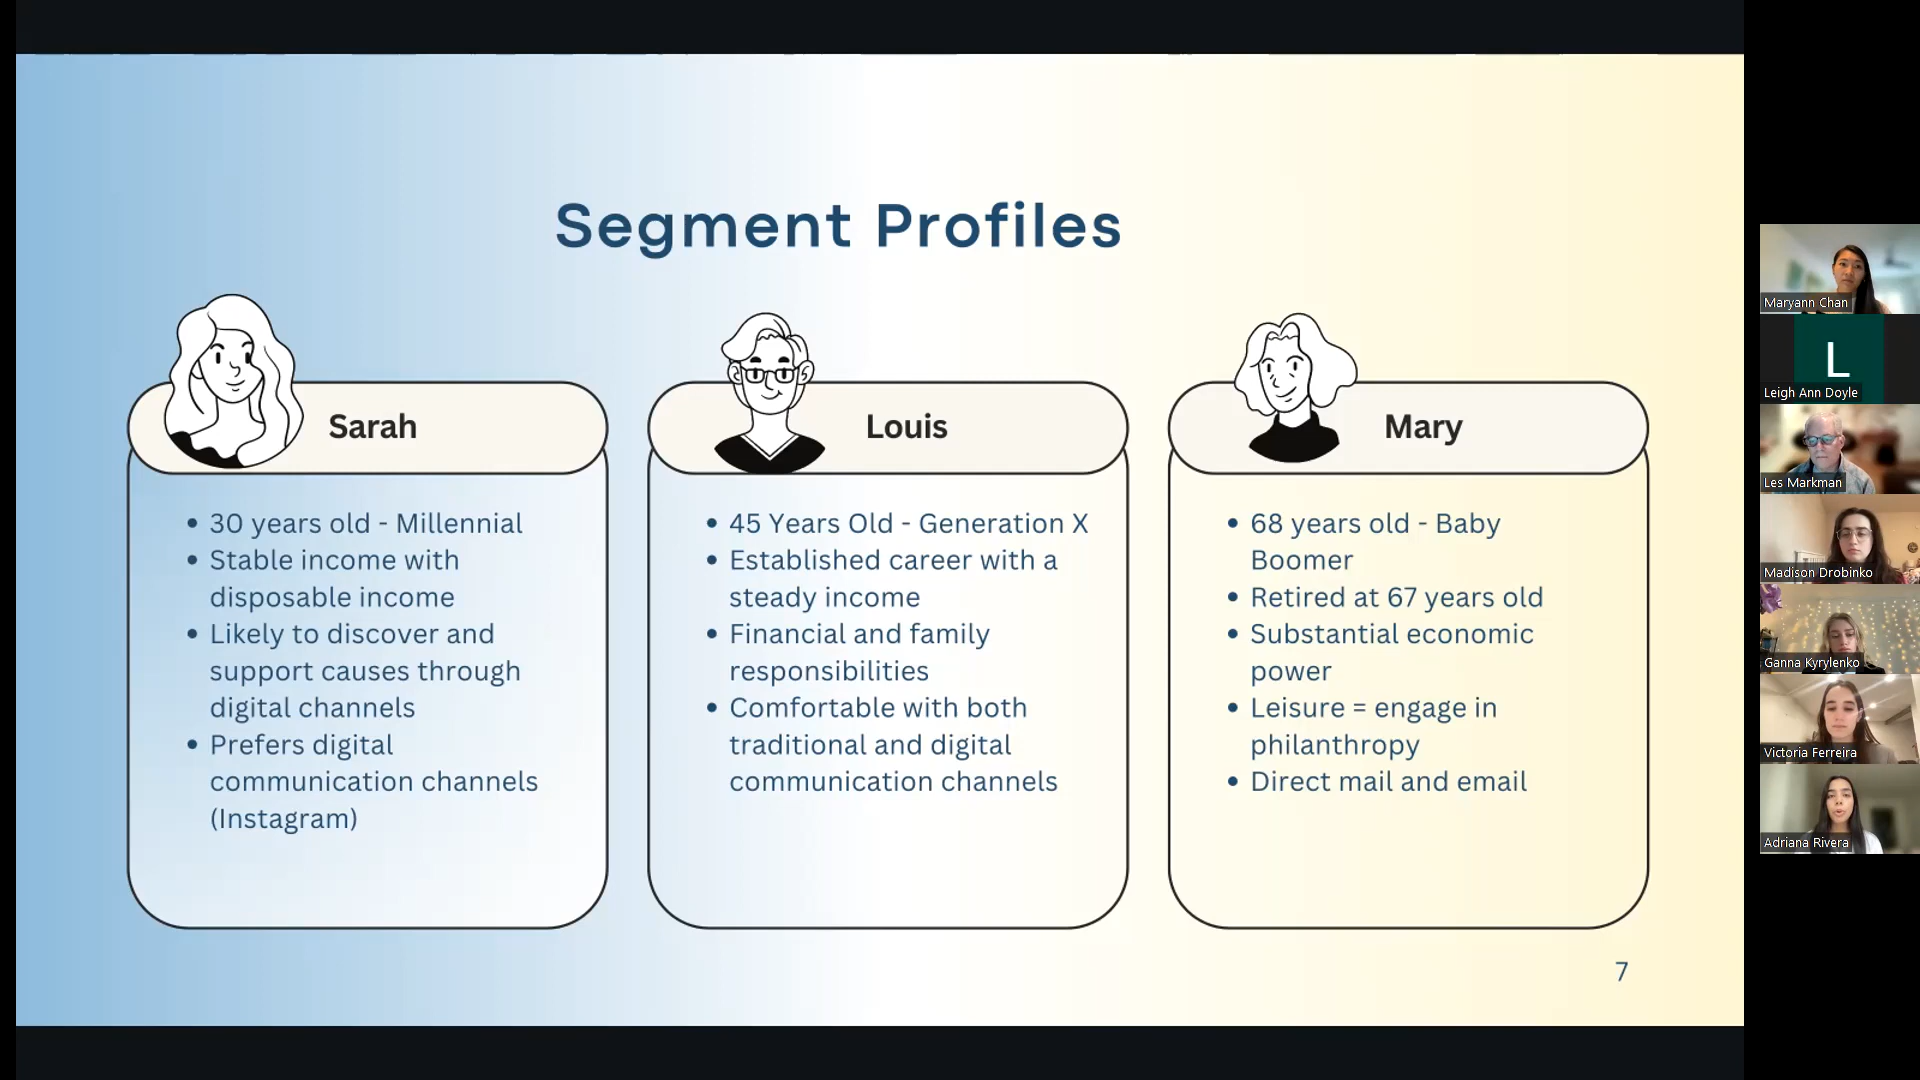 Segment Profiles
Sarah
30 years old - Millennial
Stable income with
disposable income
Likely to discover and
support causes through
digital channels
Prefers digital
communication channels
(Instagram)
Louis
45 Years Old - Generation X
Established career with a
steady income
Financial and family
responsibilities
Comfortable with both
traditional and digital
communication channels
Mary
68 years old - Baby
Boomer
Retired at 67 years old
Substantial economic
power
Leisure = engage in
philanthropy
Direct mail and email
7
Maryann Chan
L
Leigh Ann Doyle
Les Markman
Madison Drobinko
Ganna Kyrylenko
Victoria Ferreira
Adriana Rivera